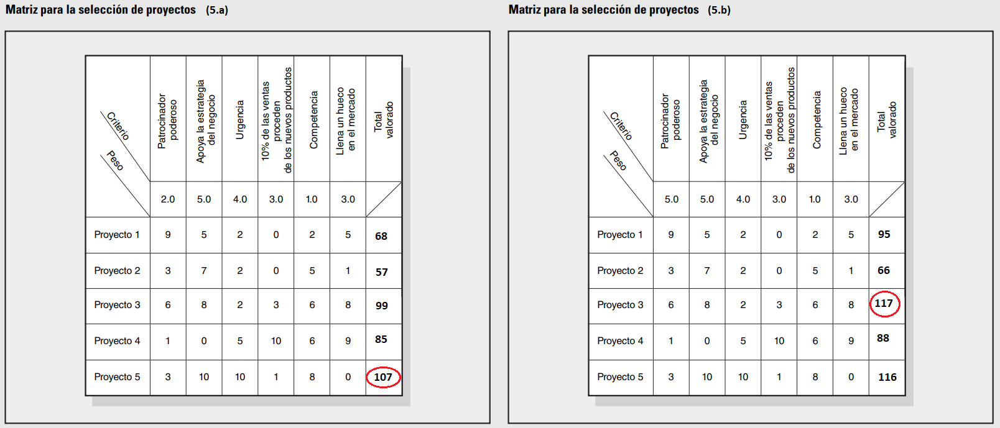 Matriz para la selección de proyectos (5.a)
Criterio
Peso
Patrocinador
poderoso
Apoya la estrategia
del negocio
Urgencia
10% de las ventas
proceden
de los nuevos productos
Competencia
Llena un hueco
en el mercado
Total
valorado
2.0 5.0 4.0 3.0 1.0 3.0
Proyecto 1 9 5 2 0 2 5 68
Proyecto 2 3 7 2 0 5 1 57
Proyecto 3 6 8 2 3 6 8 99
Proyecto 4 1 0 5 10 6 9 85
Proyecto 5 3 10 10 1 8 0 107
Matriz para la selección de proyectos (5.b)
Criterio
Peso
Patrocinador
poderoso
Apoya la estrategia
del negocio
Urgencia
10% de las ventas
proceden
de los nuevos productos
Competencia
Llena un hueco
en el mercado
Total
valorado
5.0 5.0 4.0 3.0 1.0 3.0
Proyecto 1 9 5 2 0 2 5 95
Proyecto 2 3 7 2 0 5 1 66
Proyecto 3 6 8 2 3 6 8 117
Proyecto 4 1 0 5 10 6 9 88
Proyecto 5 3 10 10 1 8 0 116